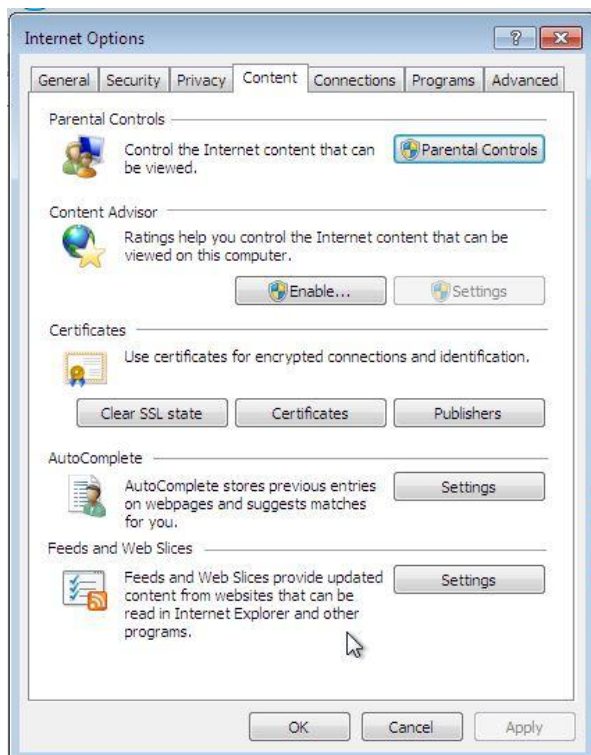 Internet Options
General Security Privacy Content Connections Programs Advanced
Parental Controls
Control the Internet content that can
be viewed.
Parental Controls
Content Advisor
Ratings help you control the Internet content that can be
viewed on this computer.
Enable... Settings
Certificates
Use certificates for encrypted connections and identification.
Clear SSL state Certificates Publishers
AutoComplete
AutoComplete stores previous entries
on webpages and suggests matches
for you.
Settings
Feeds and Web Slices
Feeds and Web Slices provide updated
content from websites that can be
read in Internet Explorer and other
programs.
Settings
OK Cancel Apply